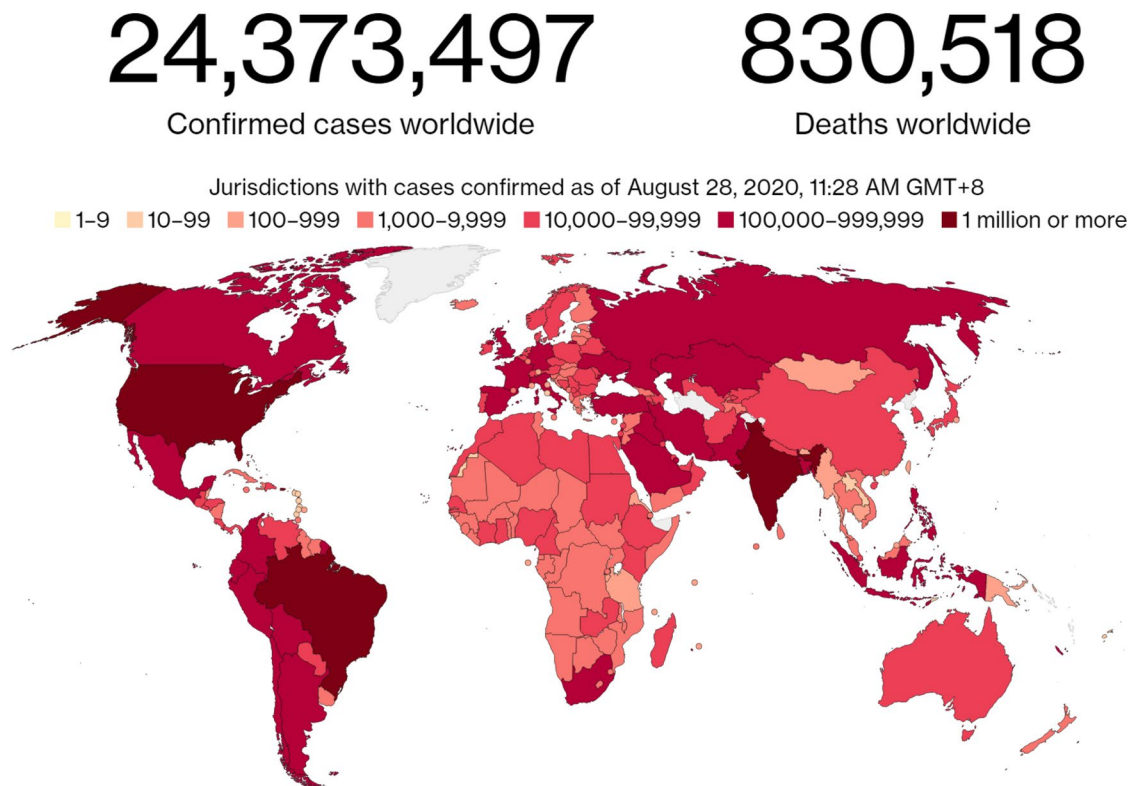 24,373,497 830,518
Confirmed cases worldwide Deaths worldwide
Jurisdictions with cases confirmed as of August 28, 2020, 11:28 AM GMT+8
1–9 10–99 100–999 1,000–9,999 10,000–99,999 100,000–999,999 1 million or more